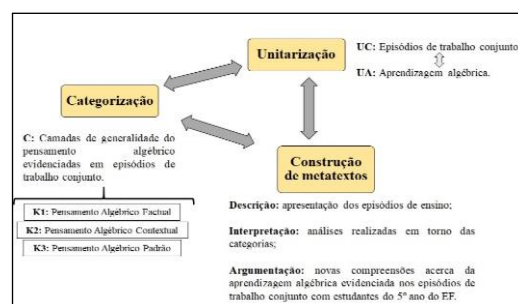 Unitarização
UC: Episódios de trabalho conjunto
UA: Aprendizagem algébrica.
Categorização
C: Camadas de generalidade do
pensamento algébrico
evidenciadas em episódios de
trabalho conjunto.
K1: Pensamento Algébrico Factual
K2: Pensamento Algébrico Contextual
K3: Pensamento Algébrico Padrão
Construção
de metatextos
Descrição: apresentação dos episódios de ensino;
Interpretação: análises realizadas em torno das
categorias;
Argumentação: novas compreensões acerca da
aprendizagem algébrica evidenciada nos episódios
de trabalho conjunto com estudantes do 5º ano do EF.